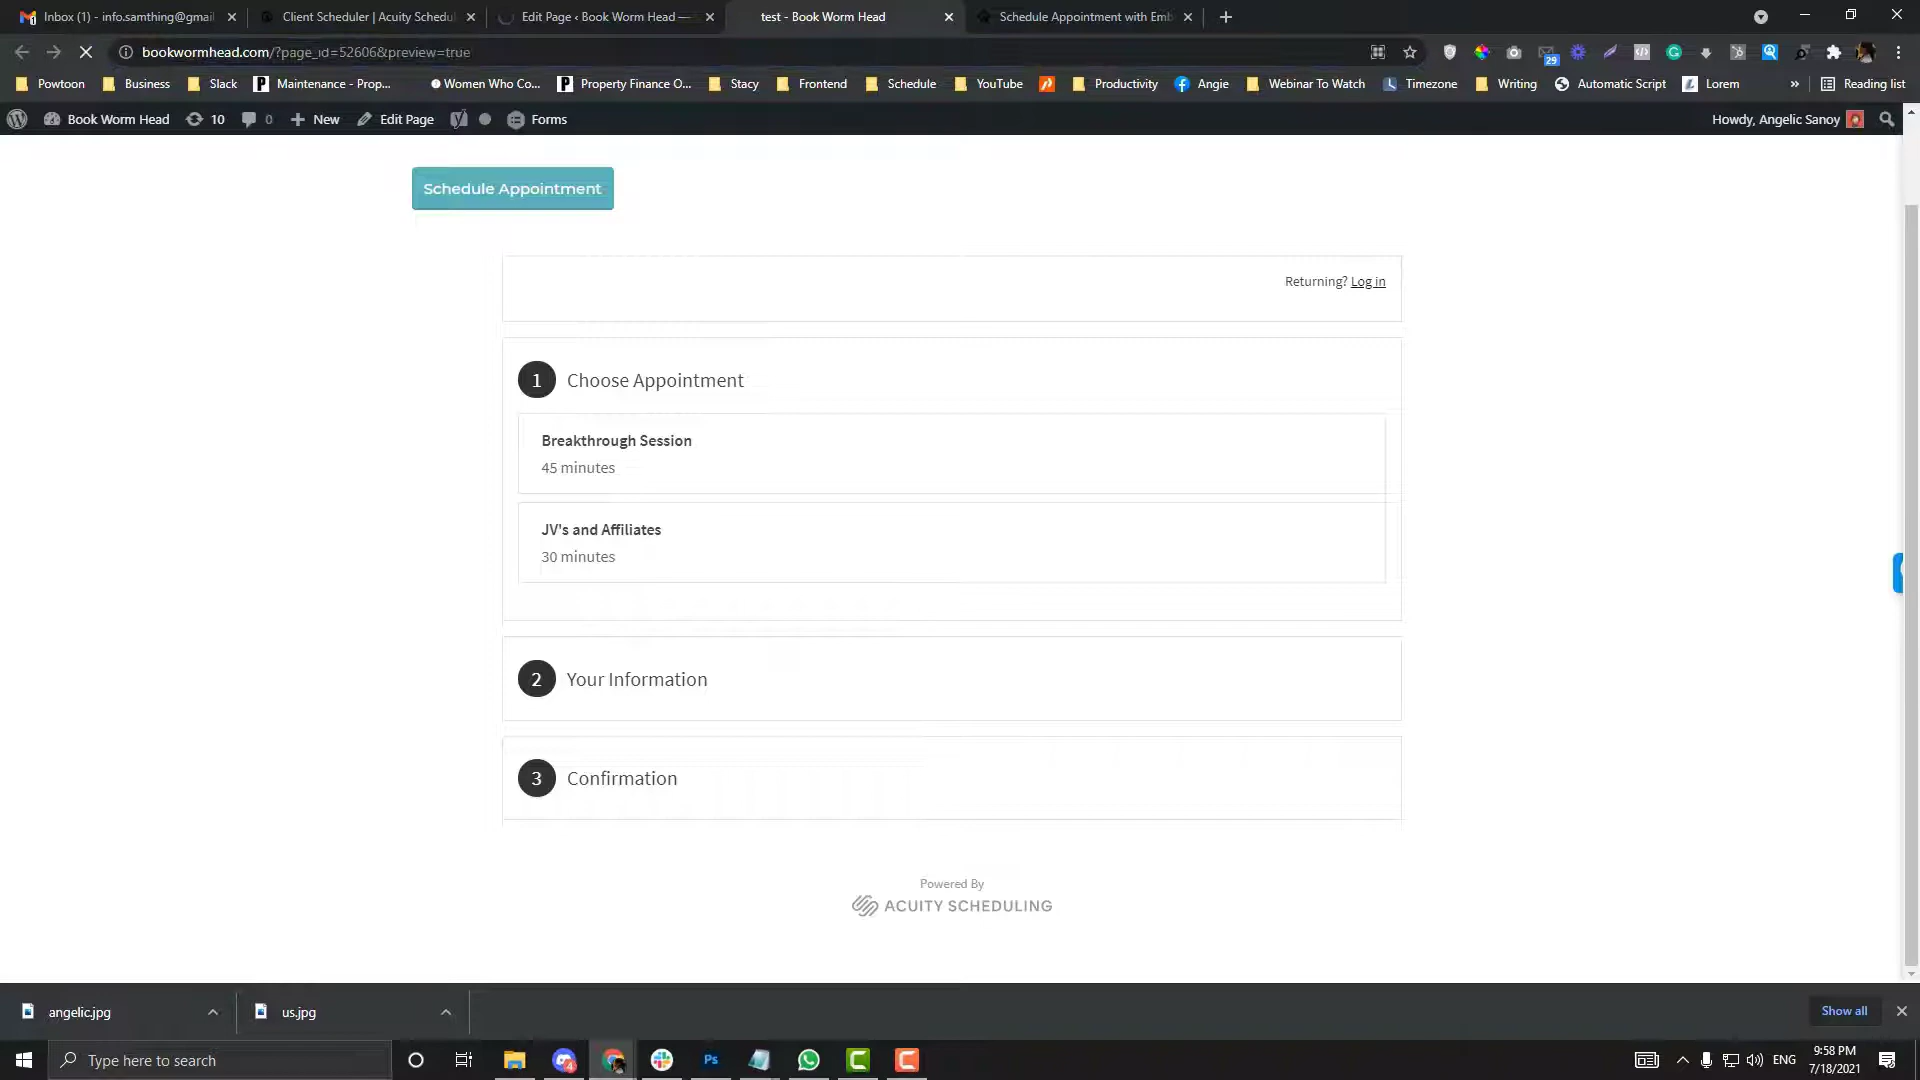 Inbox (1) - info.samthing@gmail
Client Scheduler | Acuity Schedul
Edit Page ‹ Book Worm Head —
test - Book Worm Head
Schedule Appointment with Emb
bookwormhead.com/?page_id=52606&preview=true
29
Powtoon
Business
Slack
Maintenance - Prop...
Women Who Co...
Property Finance O...
Stacy
Frontend
Schedule
YouTube
Productivity
Angie
Webinar To Watch
Timezone
Writing
Automatic Script
Lorem
»
Reading list
Book Worm Head
10
0
New
Edit Page
Forms
Howdy, Angelic Sanoy
Schedule Appointment
Returning? Log in
1 Choose Appointment
Breakthrough Session
45 minutes
JV's and Affiliates
30 minutes
2 Your Information
3 Confirmation
Powered By
ACUITY SCHEDULING
angelic.jpg
us.jpg
Show all
Type here to search
4
Ps
ENG
9:58 PM
7/18/2021